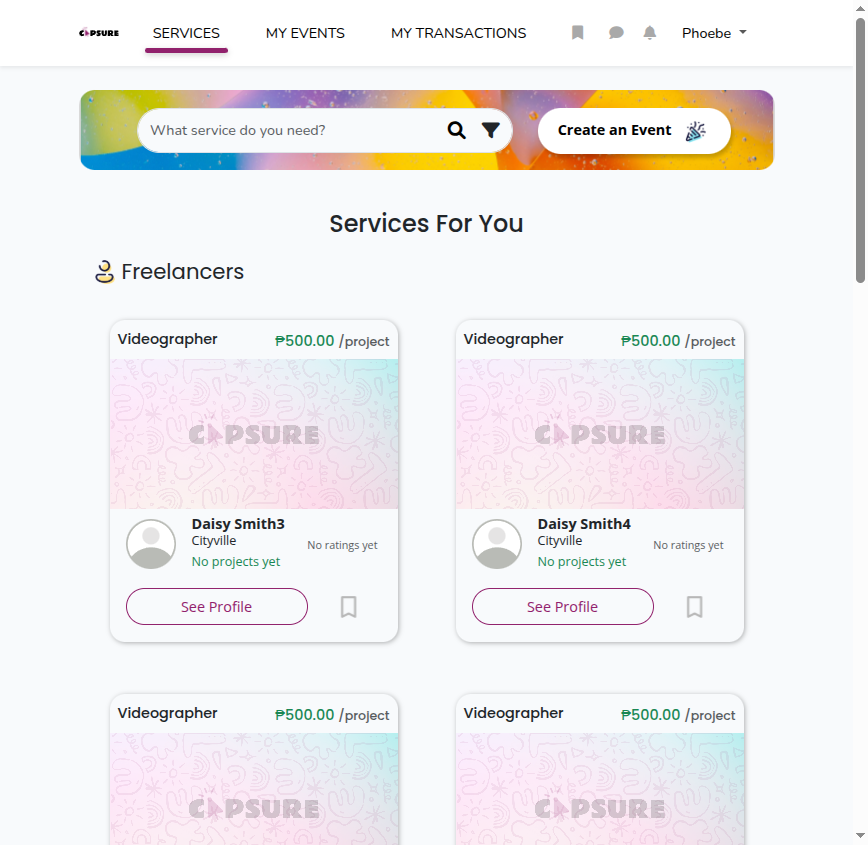 CAPSURE SERVICES MY EVENTS MY TRANSACTIONS Phoebe
What service do you need? Create an Event
Services For You
Freelancers
Videographer ₱500.00 /project
CAPSURE
Daisy Smith3
Cityville
No projects yet
No ratings yet
See Profile
Videographer ₱500.00 /project
CAPSURE
Daisy Smith4
Cityville
No projects yet
No ratings yet
See Profile
Videographer ₱500.00 /project
CAPSURE
Videographer ₱500.00 /project
CAPSURE